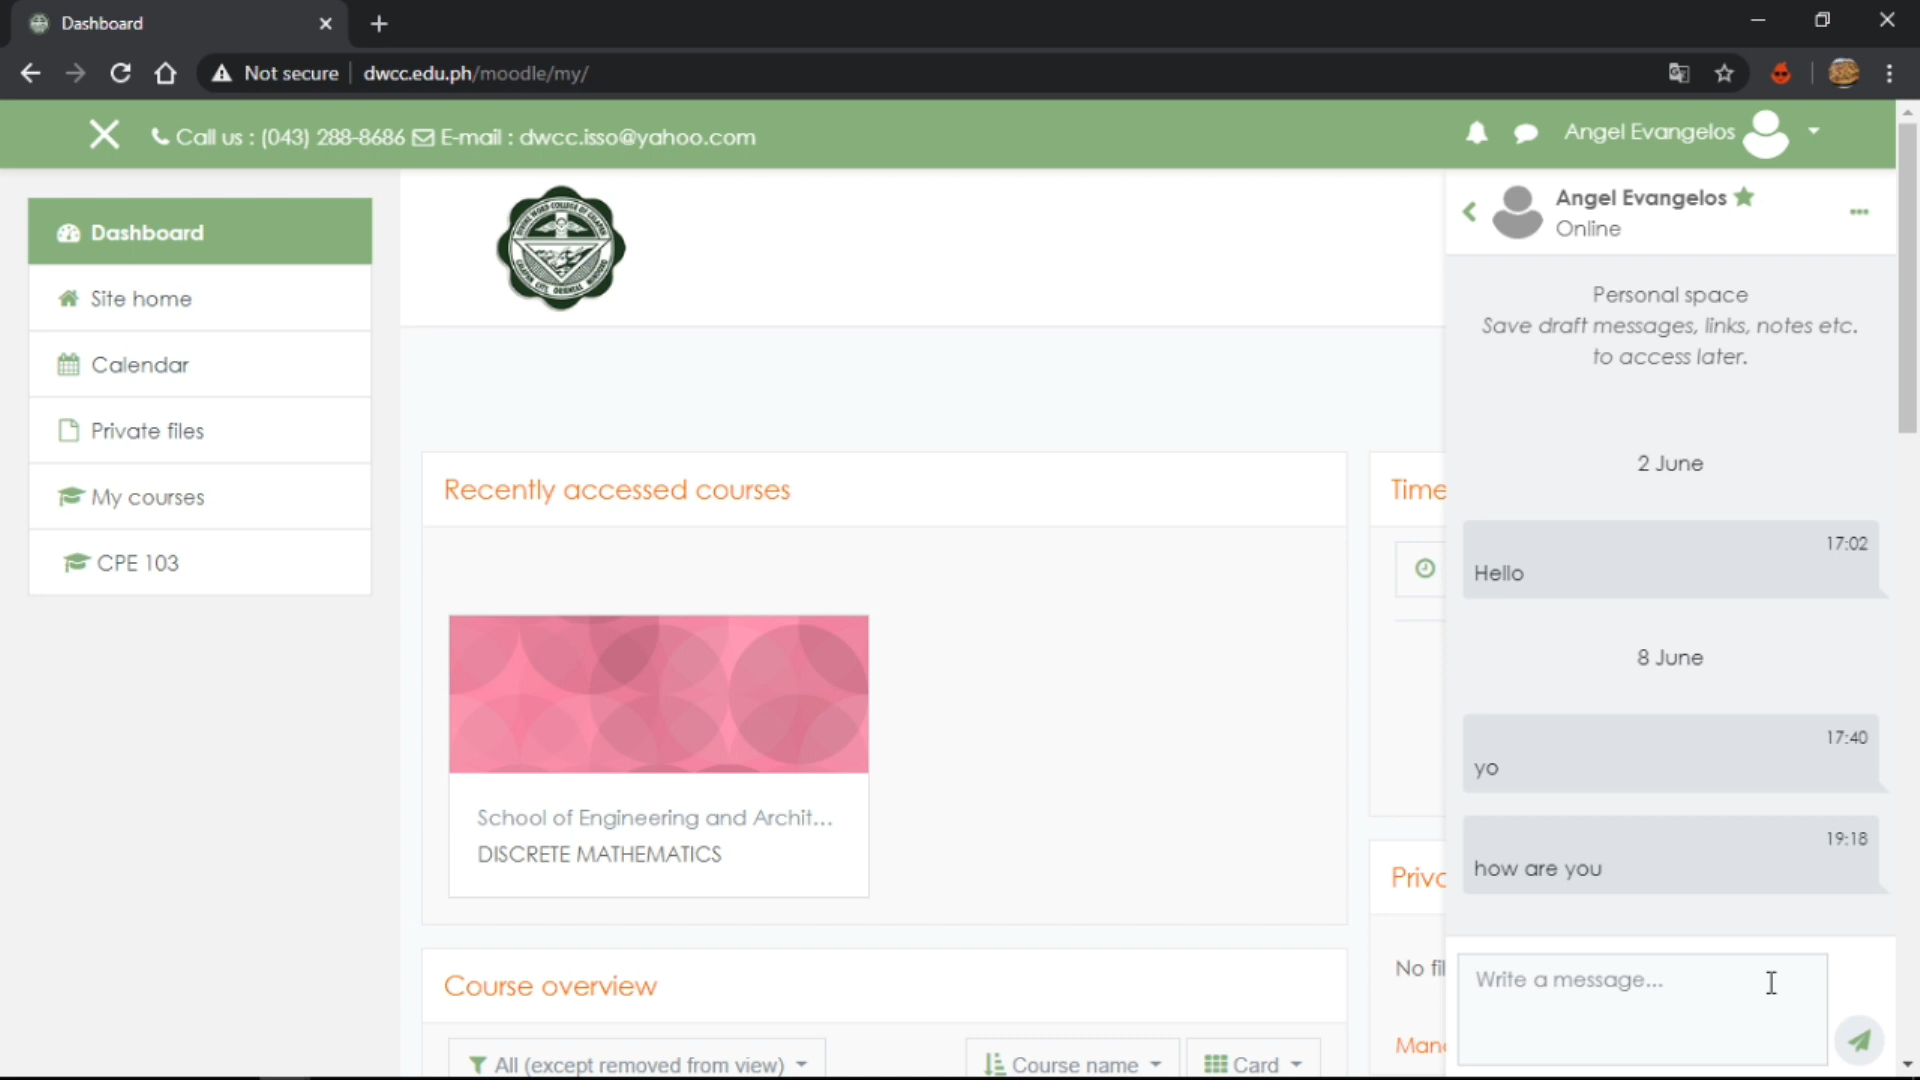 Dashboard
Not secure
dwcc.edu.ph/moodle/my/
Call us : (043) 288-8686 E-mail : dwcc.isso@yahoo.com
Angel Evangelos
Dashboard
Site home
Calendar
Private files
My courses
CPE 103
Recently accessed courses
School of Engineering and Archit...
DISCRETE MATHEMATICS
Course overview
All (except removed from view)
Course name
Card
Time
Priva
No fil
Mana
Angel Evangelos
Online
Personal space
Save draft messages, links, notes etc.
to access later.
2 June
17:02
Hello
8 June
17:40
yo
19:18
how are you
Write a message...